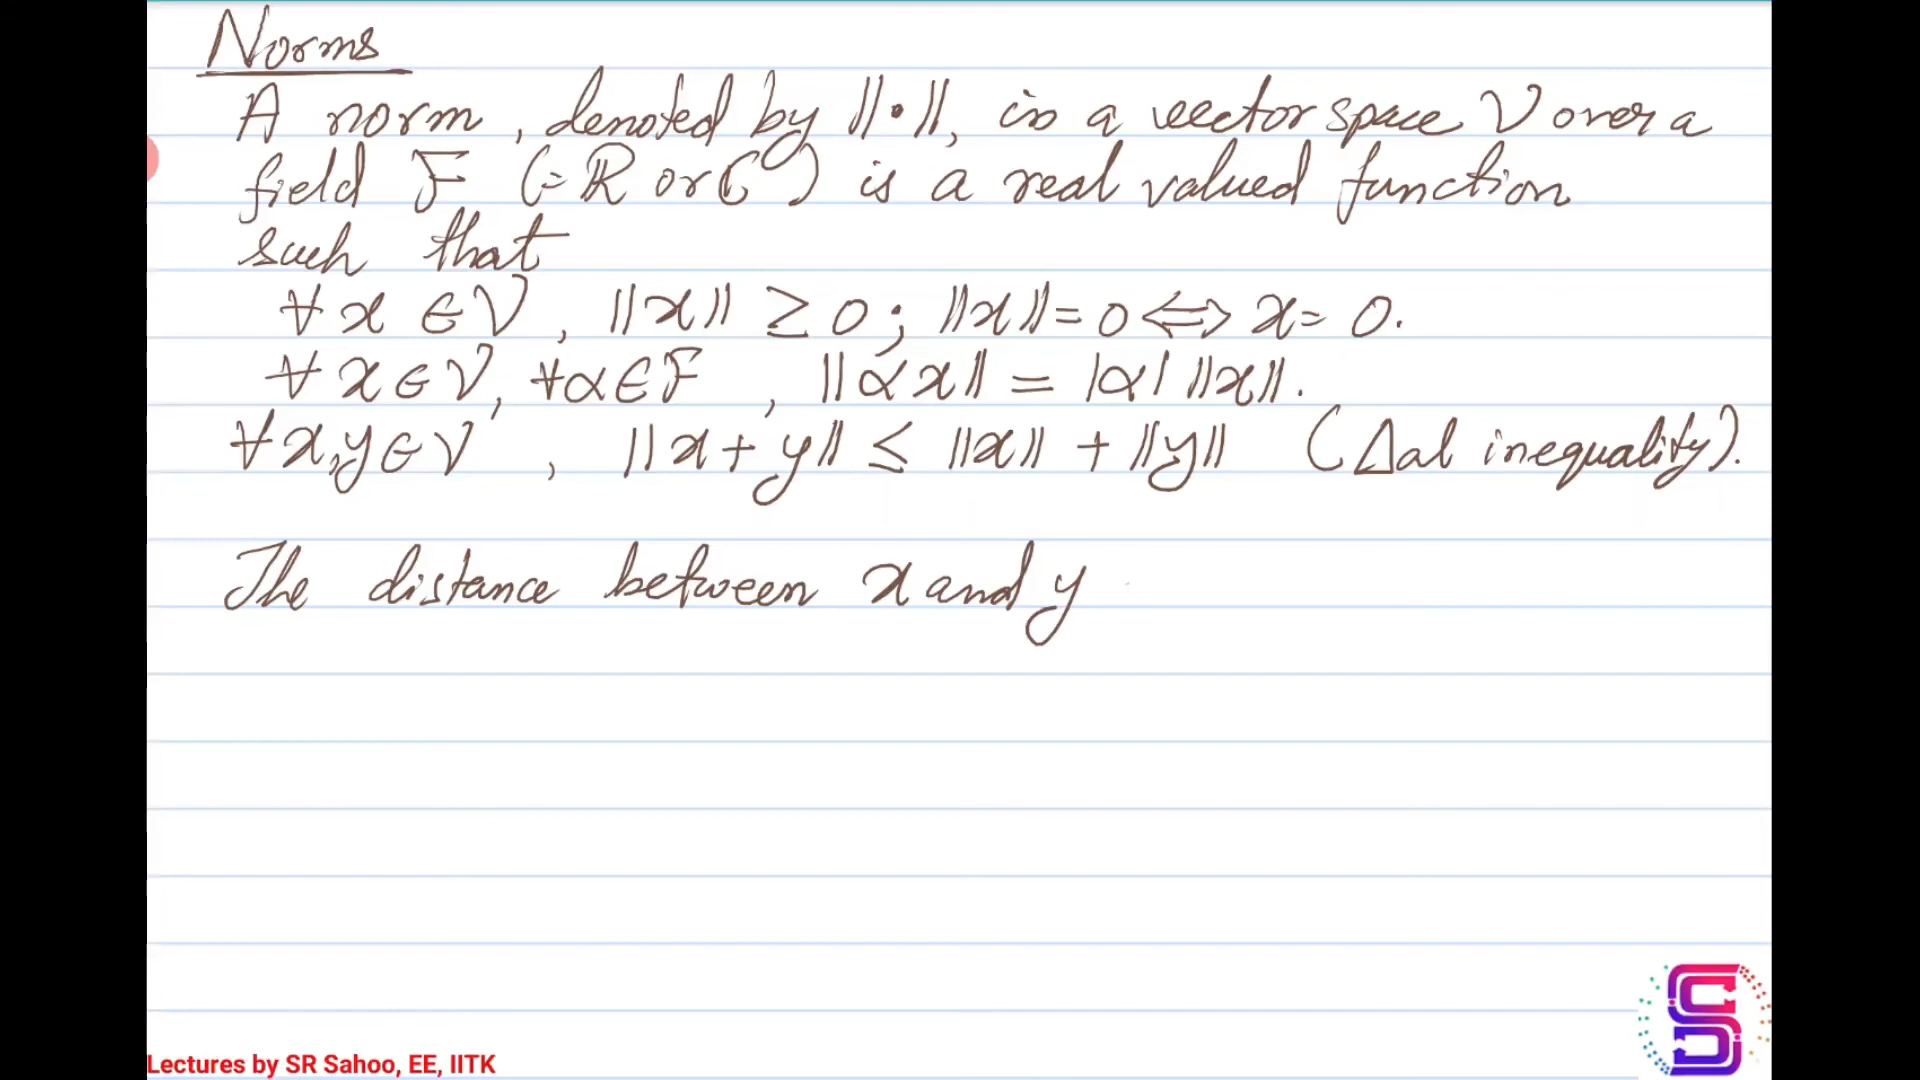 Norms
A norm, denoted by ||•||, in a vector space V over a
field F (=ℝ or ℂ) is a real valued function
such that
∀ x ∈ V, ||x|| ≥ 0; ||x|| = 0 ⟺ x = 0.
∀ x ∈ V, ∀α ∈ F, ||αx|| = |α| ||x||.
∀ x, y ∈ V, ||x + y|| ≤ ||x|| + ||y|| (Δal inequality).
The distance between x and y
Lectures by SR Sahoo, EE, IITK